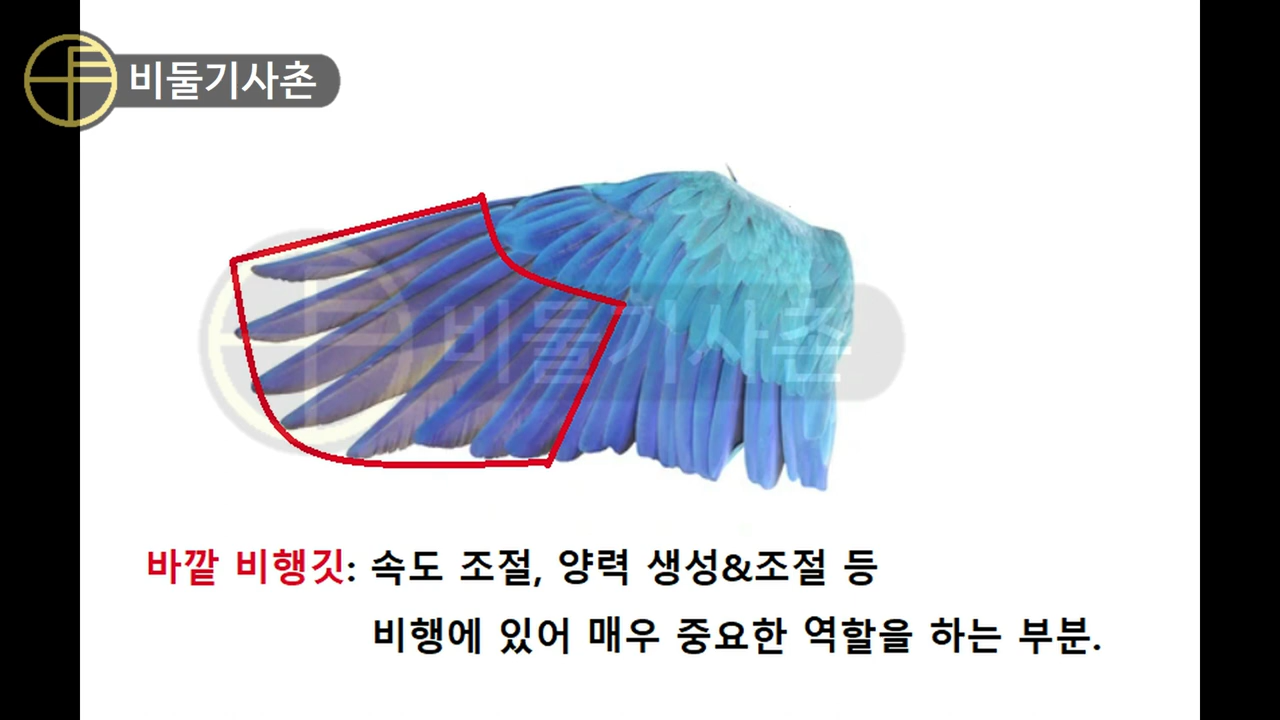 비둘기사촌
비둘기사촌
바깥 비행깃: 속도 조절, 양력 생성&조절 등
비행에 있어 매우 중요한 역할을 하는 부분.